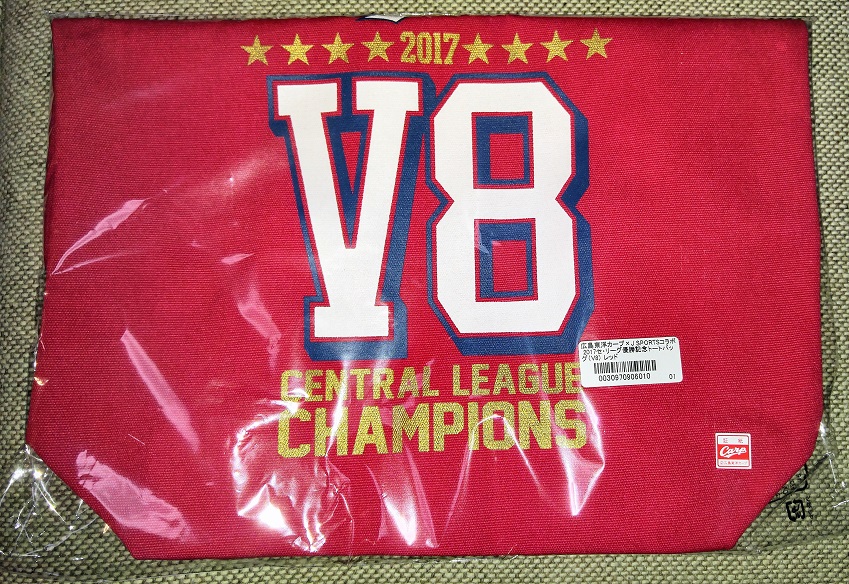 2017
V8
CENTRAL LEAGUE
CHAMPIONS
広島東洋カープ×J SPORTSコラボ
2017セ・リーグ優勝記念トートバッ
グ(V8) レッド
0030970906010 01
証紙
Carp